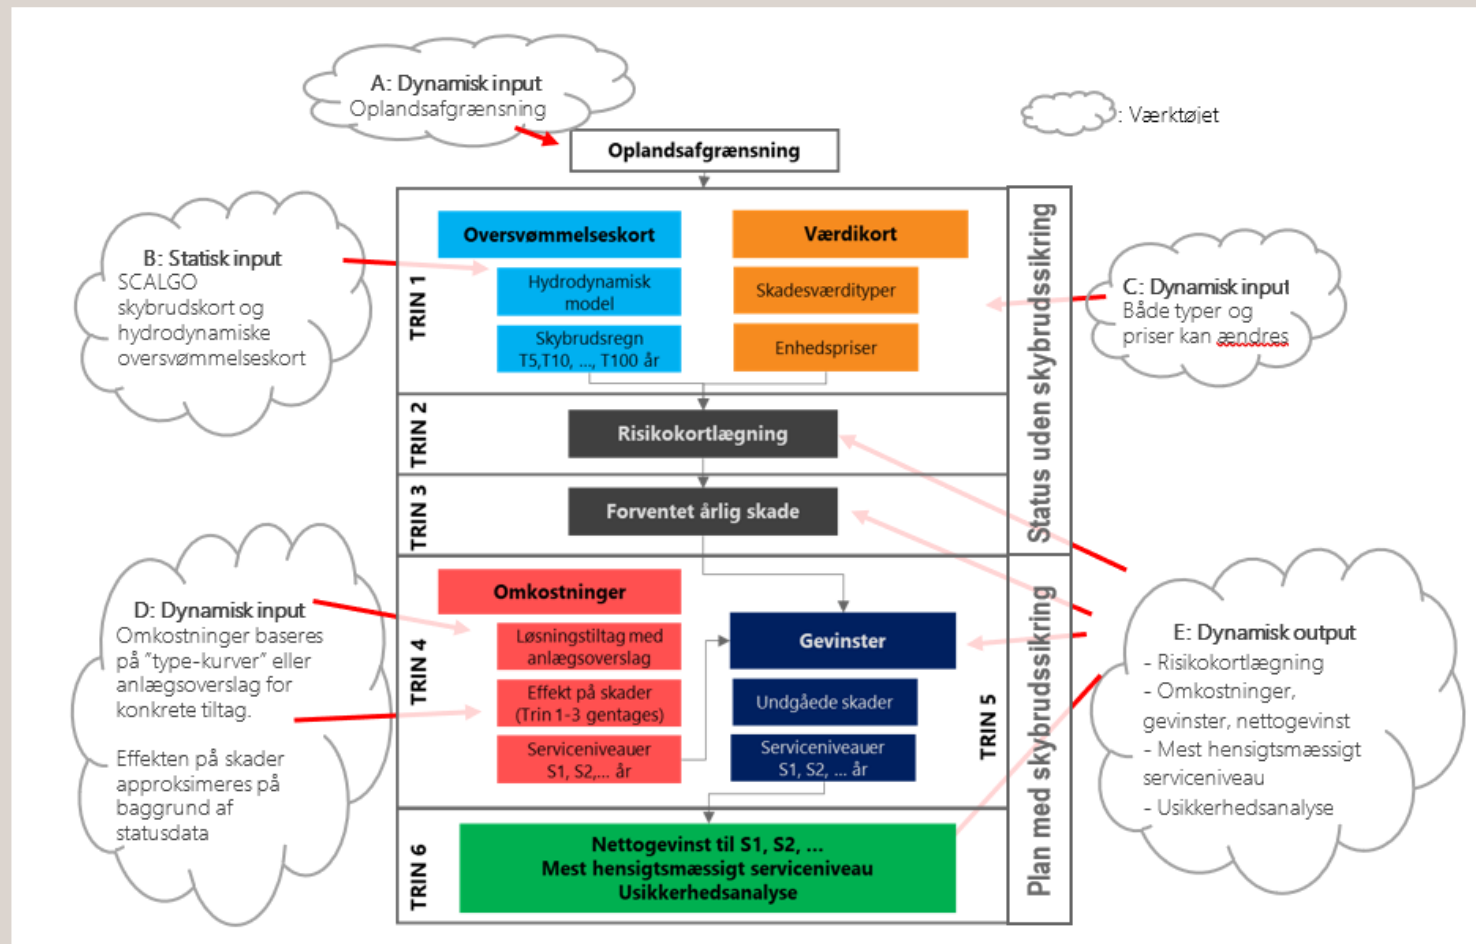 A: Dynamisk input
Oplandsafgrænsning
: Værktøjet
Oplandsafgrænsning
B: Statisk input
SCALGO
skybrudskort og
hydrodynamiske
oversvømmelseskort
TRIN 1
Oversvømmelseskort
Hydrodynamisk
model
Skybrudsregn
T5,T10, ..., T100 år
Værdikort
Skadesværdityper
Enhedspriser
Status uden skybrudssikring
C: Dynamisk input
Både typer og
priser kan ændres
TRIN 2
Risikokortlægning
TRIN 3
Forventet årlig skade
D: Dynamisk input
Omkostninger baseres
på ”type-kurver” eller
anlægsoverslag for
konkrete tiltag.
Effekten på skader
approksimeres på
baggrund af
statusdata
TRIN 4
Omkostninger
Løsningstiltag med
anlægsoverslag
Effekt på skader
(Trin 1-3 gentages)
Serviceniveauer
S1, S2,... år
Gevinster
Undgåede skader
Serviceniveauer
S1, S2, ... år
TRIN 5
Plan med skybrudssikring
E: Dynamisk output
- Risikokortlægning
- Omkostninger,
gevinster, nettogevinst
- Mest hensigtsmæssigt
serviceniveau
- Usikkerhedsanalyse
TRIN 6
Nettogevinst til S1, S2, ...
Mest hensigtsmæssigt serviceniveau
Usikkerhedsanalyse